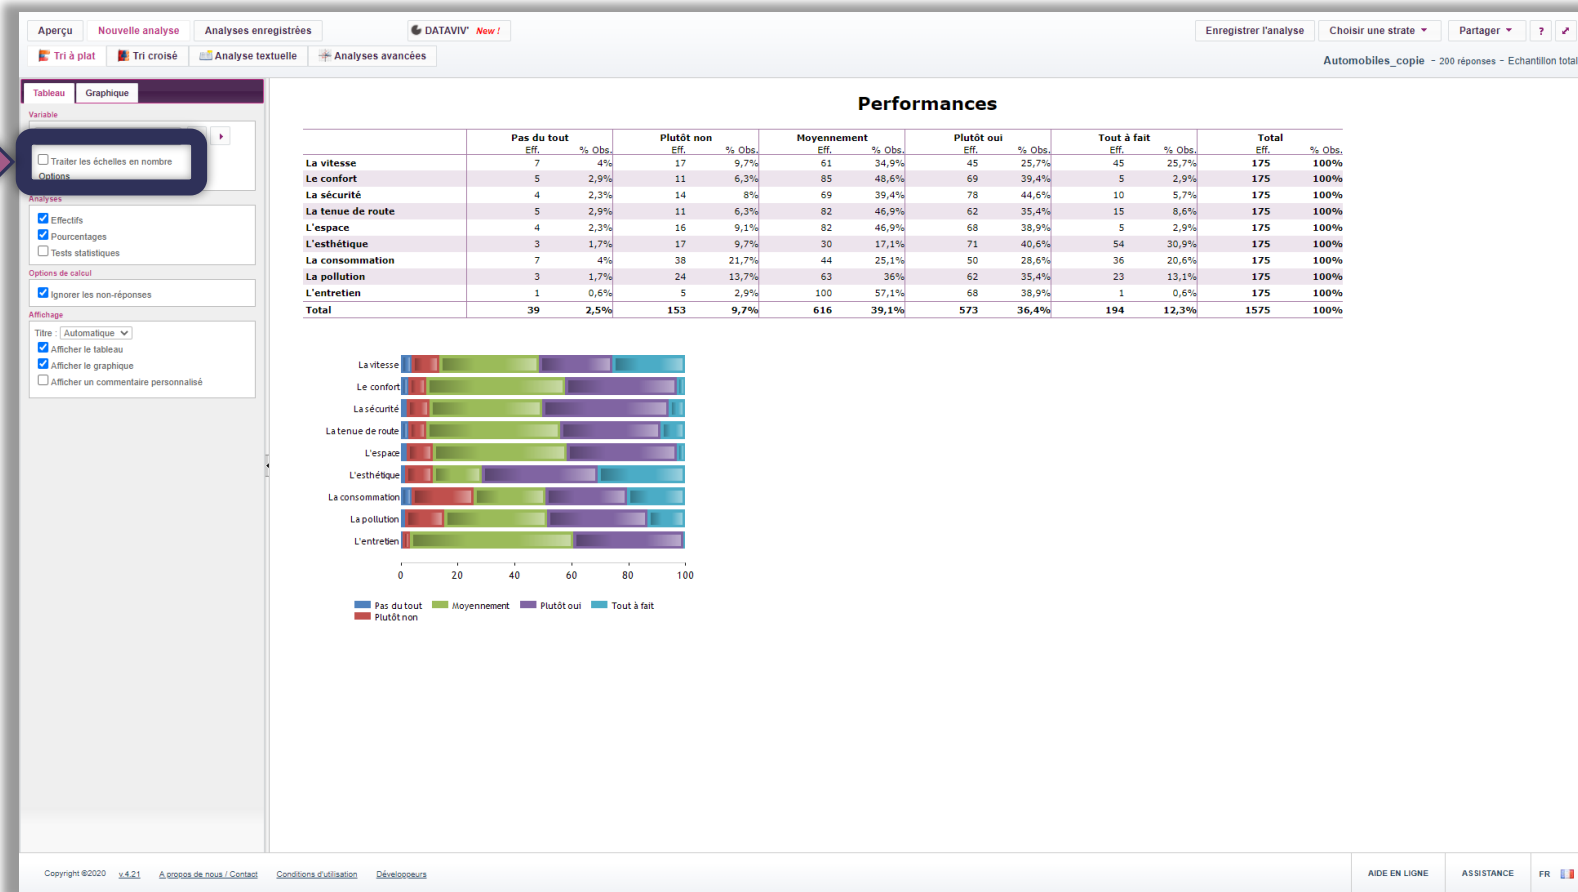 Aperçu Nouvelle analyse Analyses enregistrées DATAVIV' New ! Enregistrer l'analyse Choisir une strate Partager ?
Tri à plat Tri croisé Analyse textuelle Analyses avancées
Automobiles_copie - 200 réponses - Echantillon total
Tableau Graphique
Variable
Traiter les échelles en nombre
Options
Analyses
Effectifs
Pourcentages
Tests statistiques
Options de calcul
Ignorer les non-réponses
Affichage
Titre : Automatique
Afficher le tableau
Afficher le graphique
Afficher un commentaire personnalisé
Performances
Pas du tout Plutôt non Moyennement Plutôt oui Tout à fait Total
Eff. % Obs. Eff. % Obs. Eff. % Obs. Eff. % Obs. Eff. % Obs. Eff. % Obs.
La vitesse 7 4% 17 9,7% 61 34,9% 45 25,7% 45 25,7% 175 100%
Le confort 5 2,9% 11 6,3% 85 48,6% 69 39,4% 5 2,9% 175 100%
La sécurité 4 2,3% 14 8% 69 39,4% 78 44,6% 10 5,7% 175 100%
La tenue de route 5 2,9% 11 6,3% 82 46,9% 62 35,4% 15 8,6% 175 100%
L'espace 4 2,3% 16 9,1% 82 46,9% 68 38,9% 5 2,9% 175 100%
L'esthétique 3 1,7% 17 9,7% 30 17,1% 71 40,6% 54 30,9% 175 100%
La consommation 7 4% 38 21,7% 44 25,1% 50 28,6% 36 20,6% 175 100%
La pollution 3 1,7% 24 13,7% 63 36% 62 35,4% 23 13,1% 175 100%
L'entretien 1 0,6% 5 2,9% 100 57,1% 68 38,9% 1 0,6% 175 100%
Total 39 2,5% 153 9,7% 616 39,1% 573 36,4% 194 12,3% 1575 100%
La vitesse
Le confort
La sécurité
La tenue de route
L'espace
L'esthétique
La consommation
La pollution
L'entretien
0 20 40 60 80 100
Pas du tout Moyennement Plutôt oui Tout à fait
Plutôt non
Copyright ©2020 v.4.21 A propos de nous / Contact Conditions d'utilisation Développeurs
AIDE EN LIGNE ASSISTANCE FR